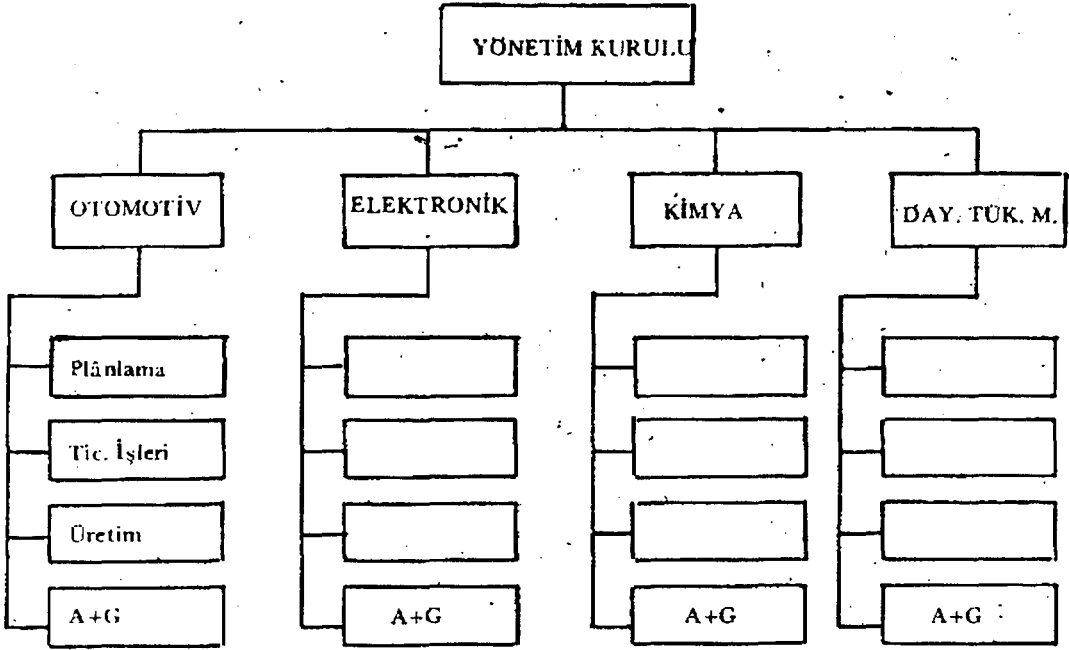 YÖNETİM KURULU
OTOMOTİV
ELEKTRONİK
KİMYA
DAY. TÜK. M.
Plânlama
Tic. İşleri
Üretim
A+G
A+G
A+G
A+G